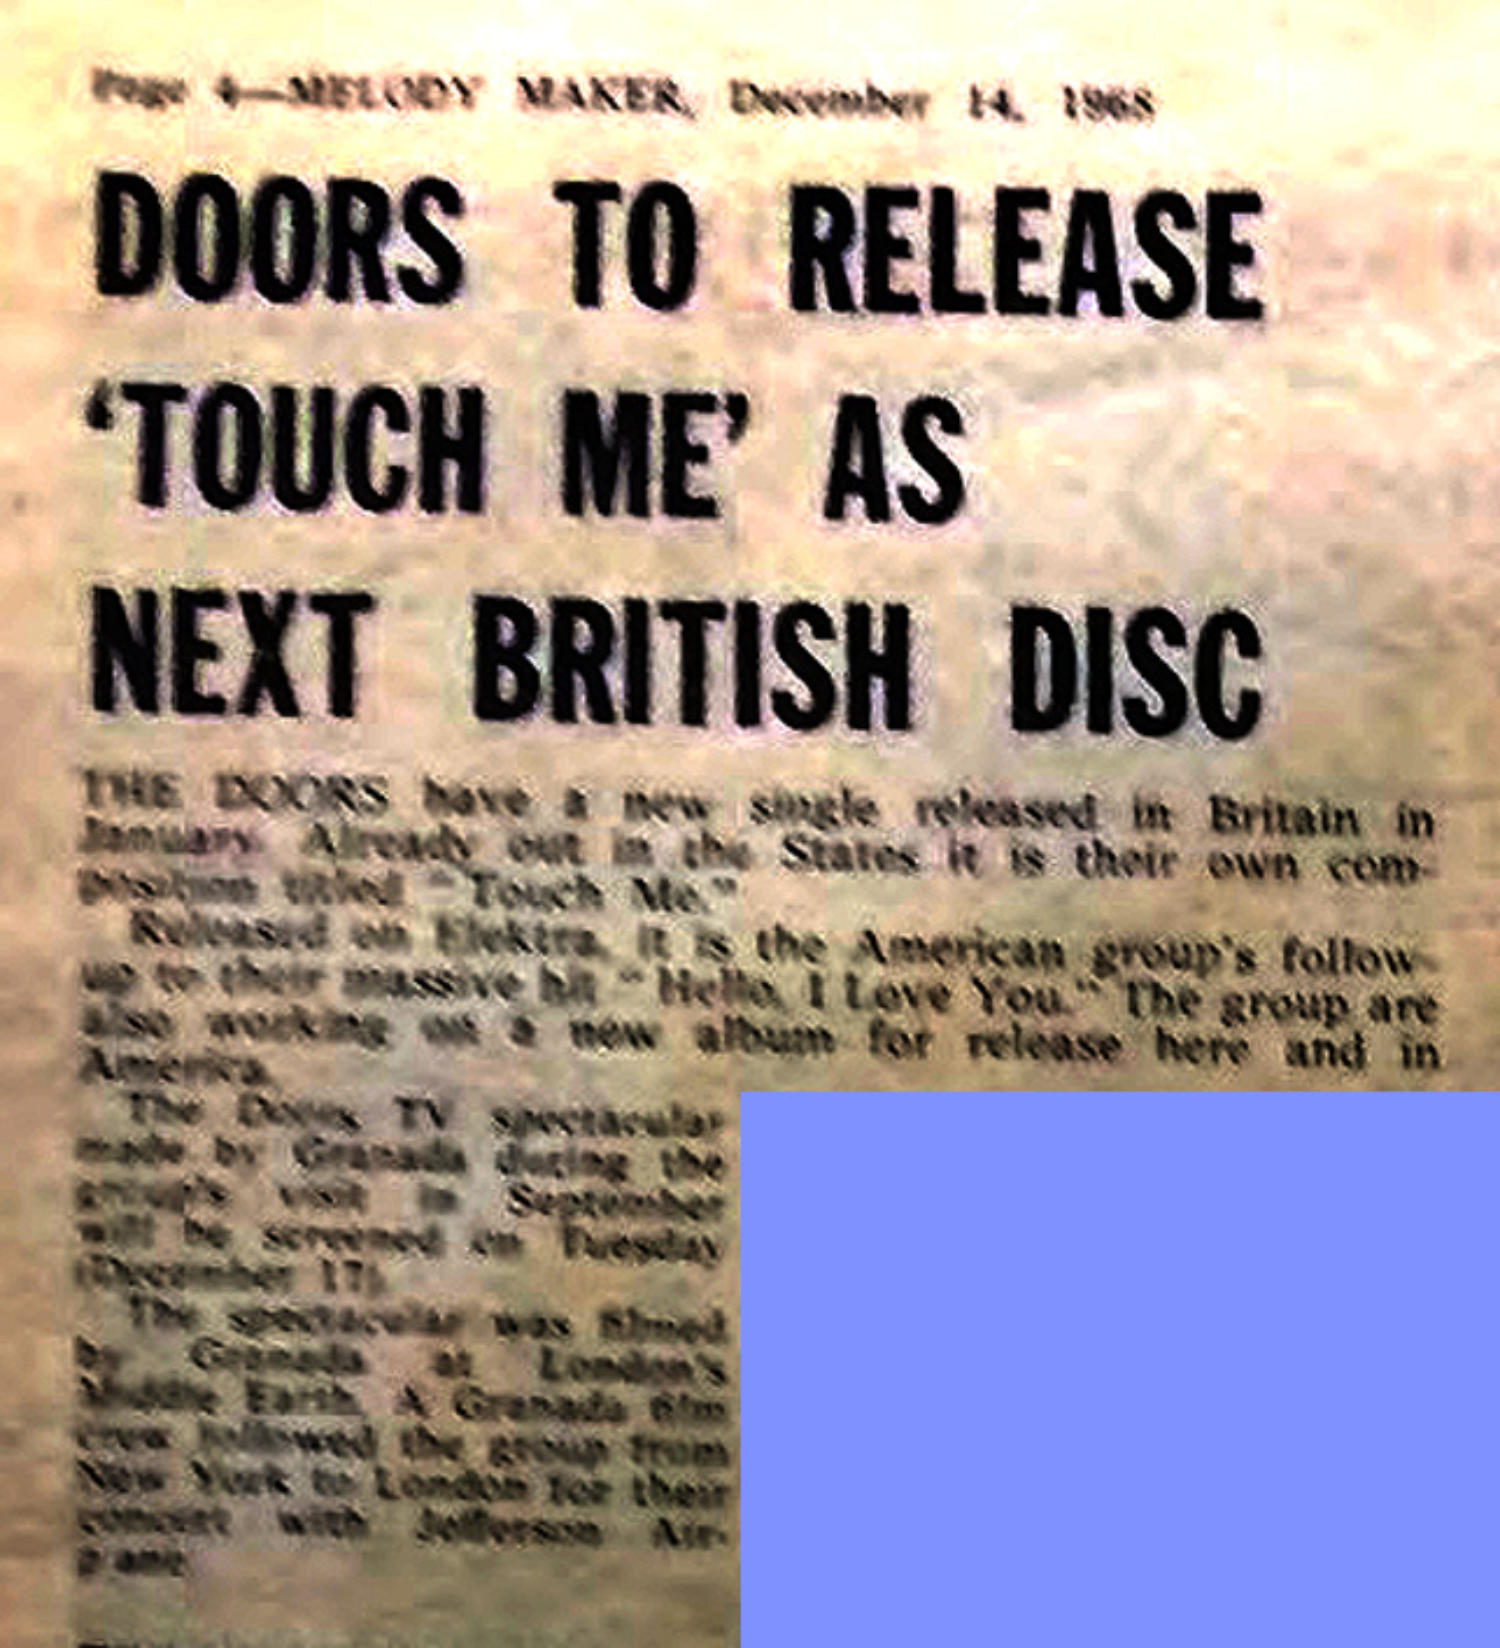 Page 4—MELODY MAKER, December 14, 1968
DOORS TO RELEASE
‘TOUCH ME’ AS
NEXT BRITISH DISC
THE DOORS have a new single released in Britain in
January. Already out in the States it is their own com-
position titled “Touch Me.”
Released on Elektra, it is the American group's follow-
up to their massive hit “Hello, I Love You.” The group are
also working on a new album for release here and in
America.
The Doors TV spectacular
made by Granada during the
group's visit in September
will be screened on Tuesday
(December 17).
The spectacular was filmed
by Granada at London's
Middle Earth. A Granada film
crew followed the group from
New York to London for their
concert with Jefferson Air-